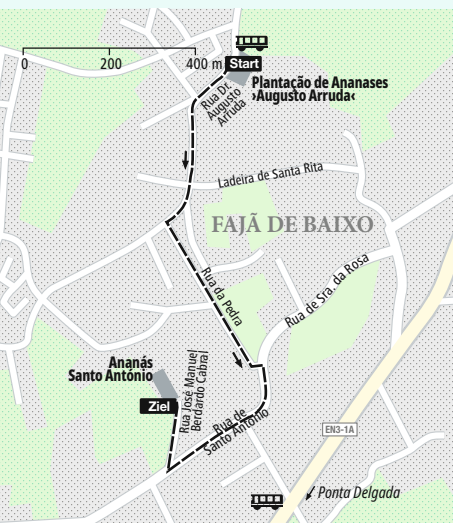 0 200 400 m
Start
Plantação de Ananases
›Augusto Arruda‹
Rua Dr.
Augusto
Arruda
Ladeira de Santa Rita
FAJÃ DE BAIXO
Rua da Pedra
Rua de Sra. da Rosa
Ananás
Santo António
Ziel
Rua José Manuel
Berdardo Cabral
Rua de
Santo António
EN3-1A
Ponta Delgada